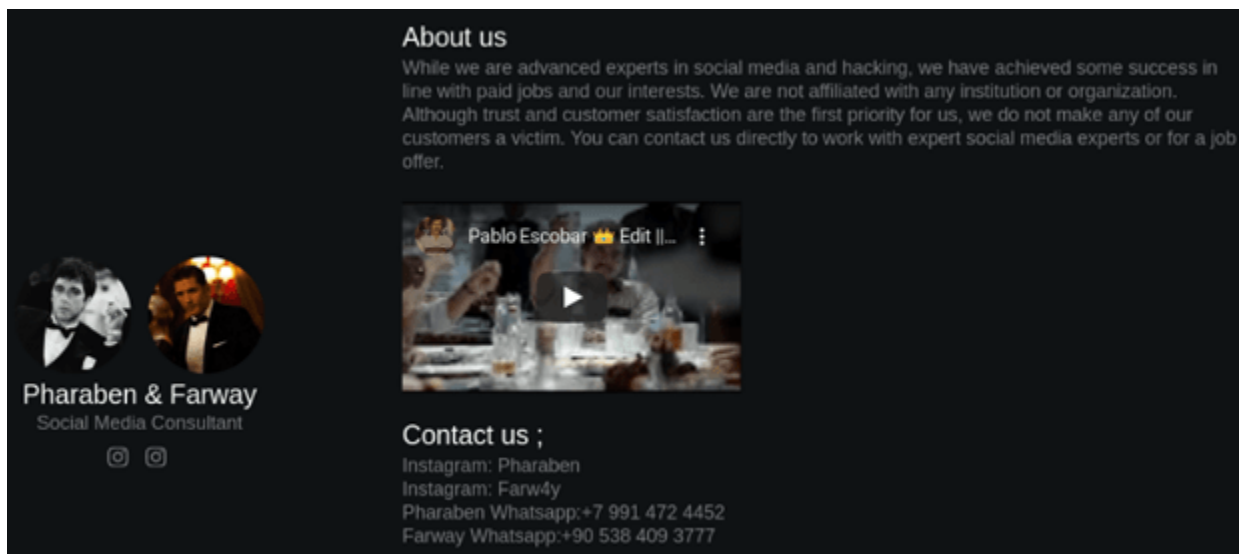 About us
While we are advanced experts in social media and hacking, we have achieved some success in
line with paid jobs and our interests. We are not affiliated with any institution or organization.
Although trust and customer satisfaction are the first priority for us, we do not make any of our
customers a victim. You can contact us directly to work with expert social media experts or for a job
offer.
Pablo Escobar 👑 Edit ||...
Pharaben & Farway
Social Media Consultant
Contact us ;
Instagram: Pharaben
Instagram: Farw4y
Pharaben Whatsapp:+7 991 472 4452
Farway Whatsapp:+90 538 409 3777